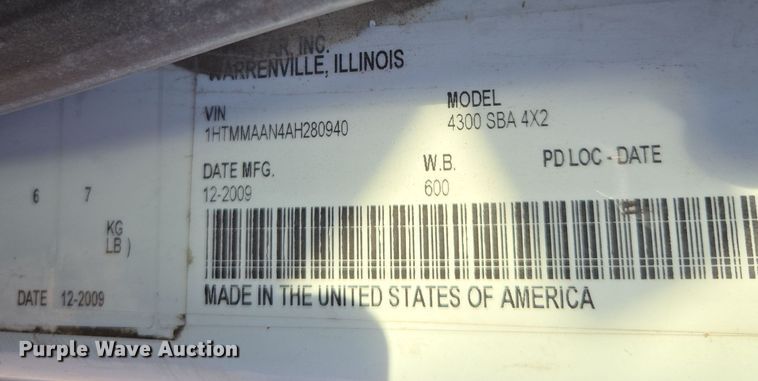 INC.
WARRENVILLE, ILLINOIS
VIN
1HTMMAAN4AH280940
MODEL
4300 SBA 4X2
DATE MFG.
12-2009
W.B.
600
PD LOC - DATE
6 7
KG
LB )
DATE 12-2009
MADE IN THE UNITED STATES OF AMERICA
Purple Wave Auction